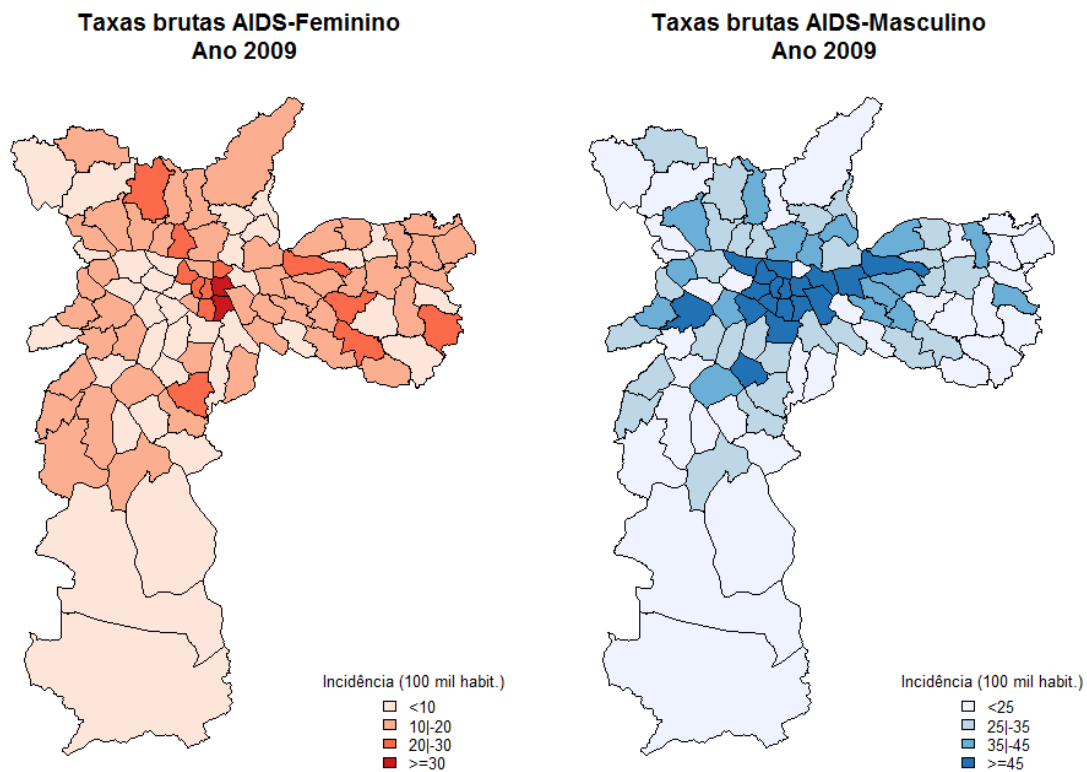 Taxas brutas AIDS-Feminino
Ano 2009
Taxas brutas AIDS-Masculino
Ano 2009
Incidência (100 mil habit.)
<10
10|-20
20|-30
>=30
Incidência (100 mil habit.)
<25
25|-35
35|-45
>=45